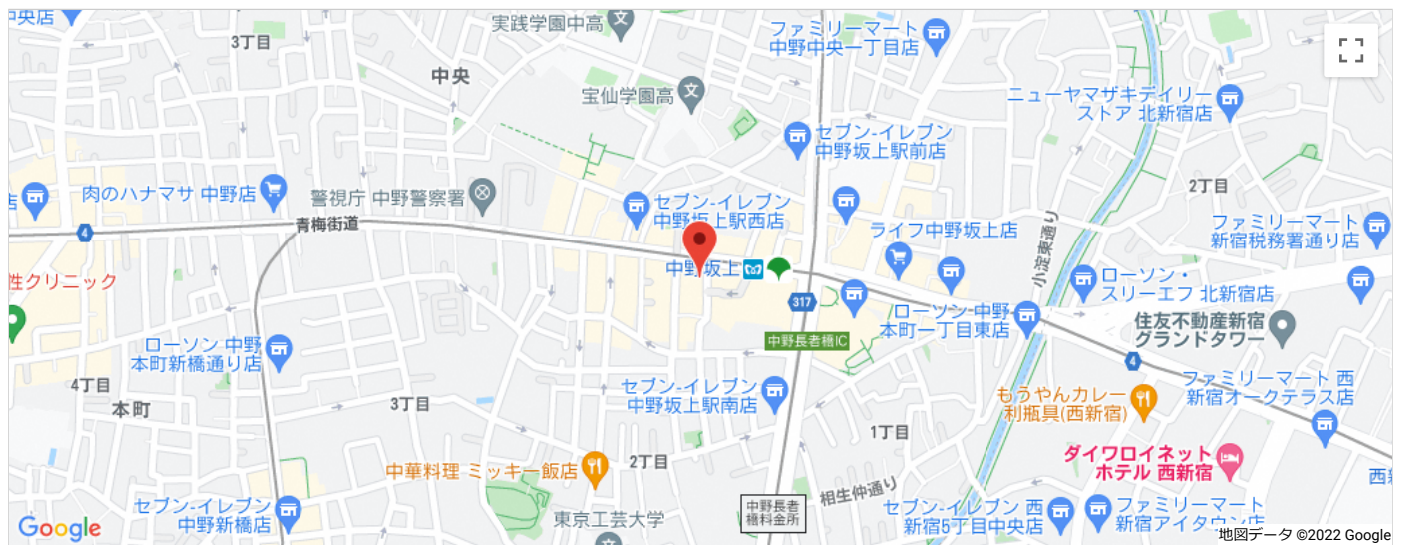 中央店
3丁目
実践学園中高
文
ファミリーマート
中野中央一丁目店
中央
宝仙学園高
文
ニューヤマザキデイリー
ストア 北新宿店
セブン-イレブン
中野坂上駅前店
肉のハナマサ 中野店
警視庁 中野警察署
2丁目
店
セブン-イレブン
中野坂上駅西店
青梅街道
4
ライフ中野坂上店
ファミリーマート
新宿税務署通り店
小淀東通り
中野坂上
性クリニック
ローソン・
スリーエフ 北新宿店
317
ローソン 中野
本町一丁目東店
住友不動産新宿
グランドタワー
中野長者橋IC
ローソン 中野
本町新橋通り店
4
4丁目
本町
3丁目
セブン-イレブン
中野坂上駅南店
ファミリーマート 西
新宿オークテラス店
もうやんカレー
利瓶具(西新宿)
1丁目
中華料理 ミッキー飯店
2丁目
ダイワロイネット
ホテル 西新宿
西新
相生仲通り
セブン-イレブン
中野新橋店
中野長者
橋料金所
セブン-イレブン 西
新宿5丁目中央店
ファミリーマート
新宿アイタウン店
東京工芸大学
文
Google
地図データ ©2022 Google